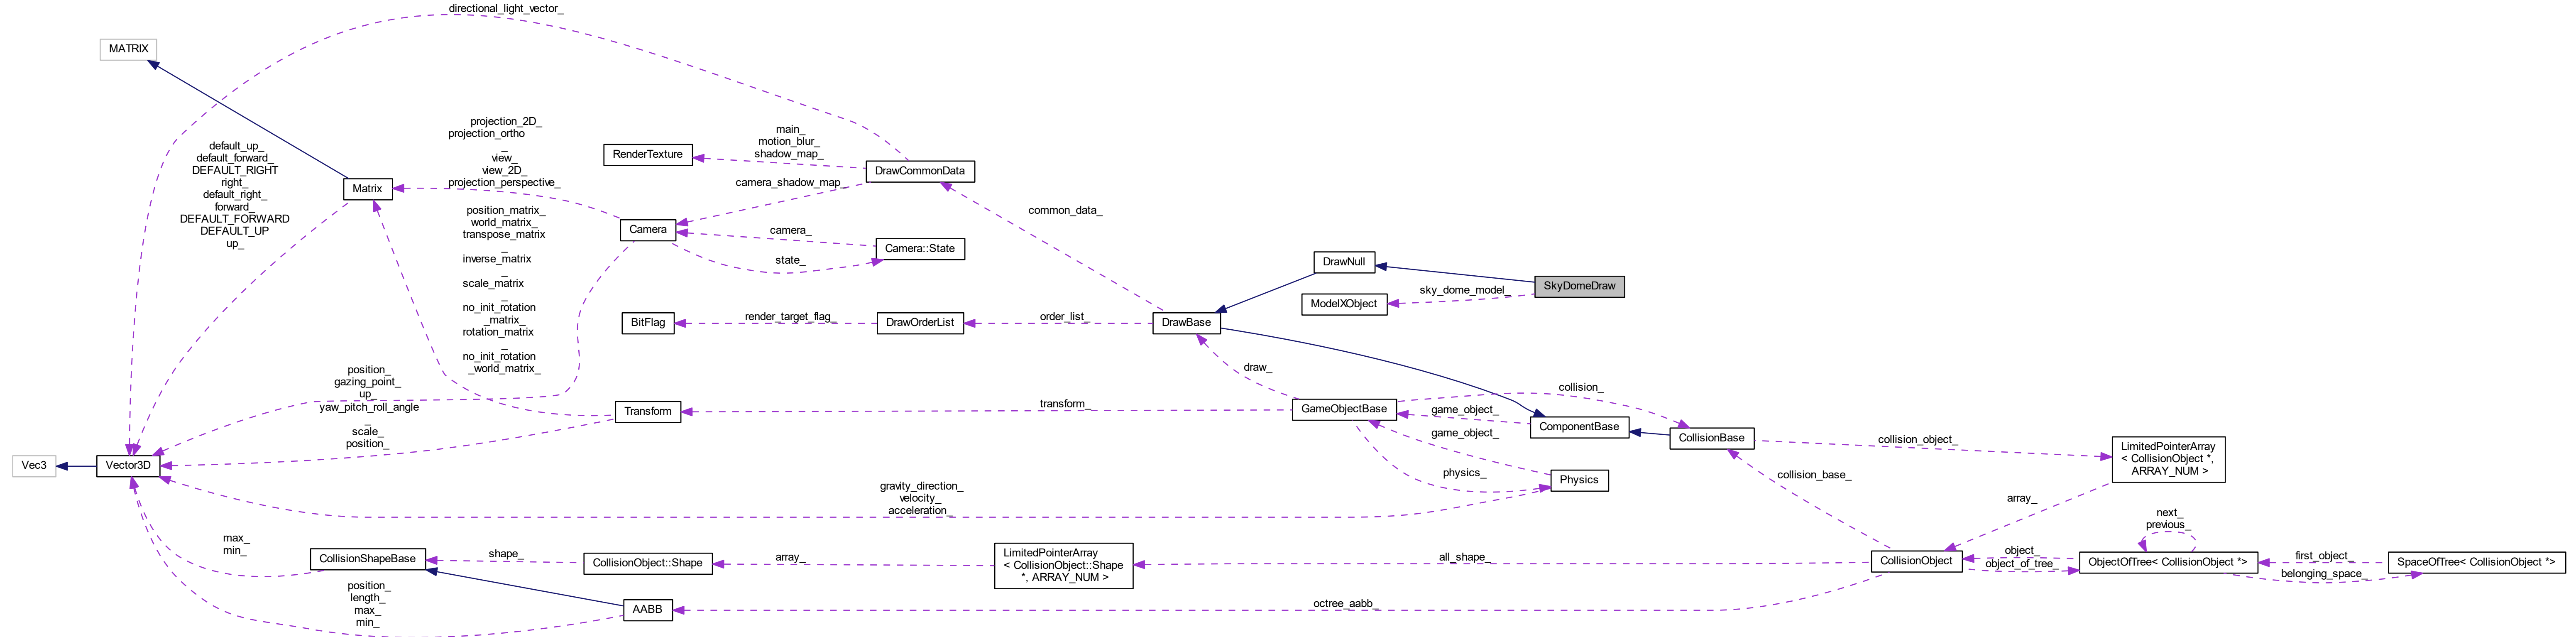 directional_light_vector_
MATRIX
projection_2D_
projection_ortho
_
view_
view_2D_
projection_perspective_
main_
motion_blur_
shadow_map_
RenderTexture
DrawCommonData
default_up_
default_forward_
DEFAULT_RIGHT
right_
default_right_
forward_
DEFAULT_FORWARD
DEFAULT_UP
up_
Matrix
camera_shadow_map_
common_data_
position_matrix_
world_matrix_
transpose_matrix
_
inverse_matrix
_
scale_matrix
_
no_init_rotation
_matrix_
rotation_matrix
_
no_init_rotation
_world_matrix_
Camera
camera_
Camera::State
state_
DrawNull
SkyDomeDraw
sky_dome_model_
ModelXObject
BitFlag
render_target_flag_
DrawOrderList
order_list_
DrawBase
draw_
position_
gazing_point_
up_
yaw_pitch_roll_angle
_
scale_
position_
Transform
transform_
GameObjectBase
collision_
game_object_
ComponentBase
game_object_
CollisionBase
collision_object_
LimitedPointerArray
< CollisionObject *,
ARRAY_NUM >
Vec3
Vector3D
physics_
Physics
collision_base_
gravity_direction_
velocity_
acceleration_
array_
next_
previous_
max_
min_
CollisionShapeBase
shape_
CollisionObject::Shape
array_
LimitedPointerArray
< CollisionObject::Shape
*, ARRAY_NUM >
all_shape_
CollisionObject
object_
object_of_tree_
ObjectOfTree< CollisionObject *>
first_object_
belonging_space_
SpaceOfTree< CollisionObject *>
position_
length_
max_
min_
AABB
octree_aabb_